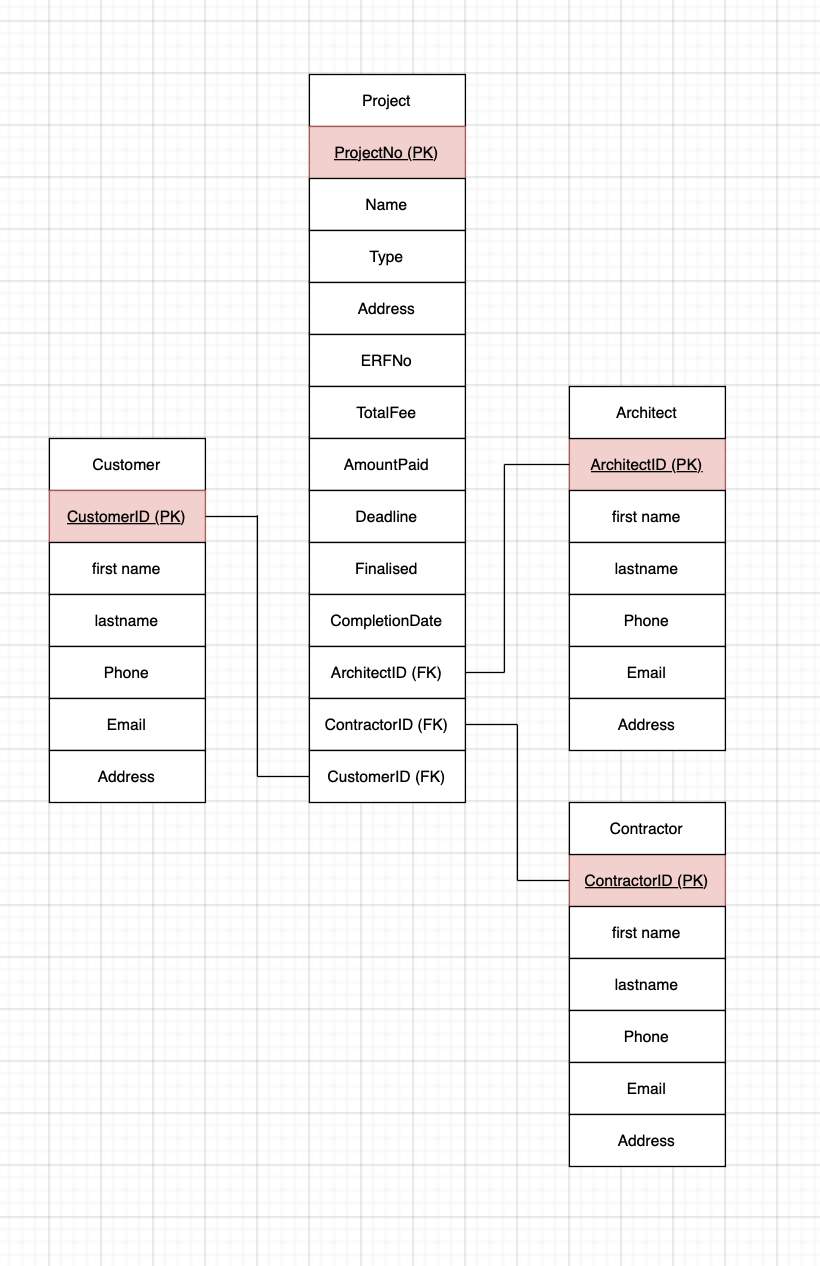 Project
ProjectNo (PK)
Name
Type
Address
ERFNo
TotalFee
AmountPaid
Deadline
Finalised
CompletionDate
ArchitectID (FK)
ContractorID (FK)
CustomerID (FK)
Customer
CustomerID (PK)
first name
lastname
Phone
Email
Address
Architect
ArchitectID (PK)
first name
lastname
Phone
Email
Address
Contractor
ContractorID (PK)
first name
lastname
Phone
Email
Address